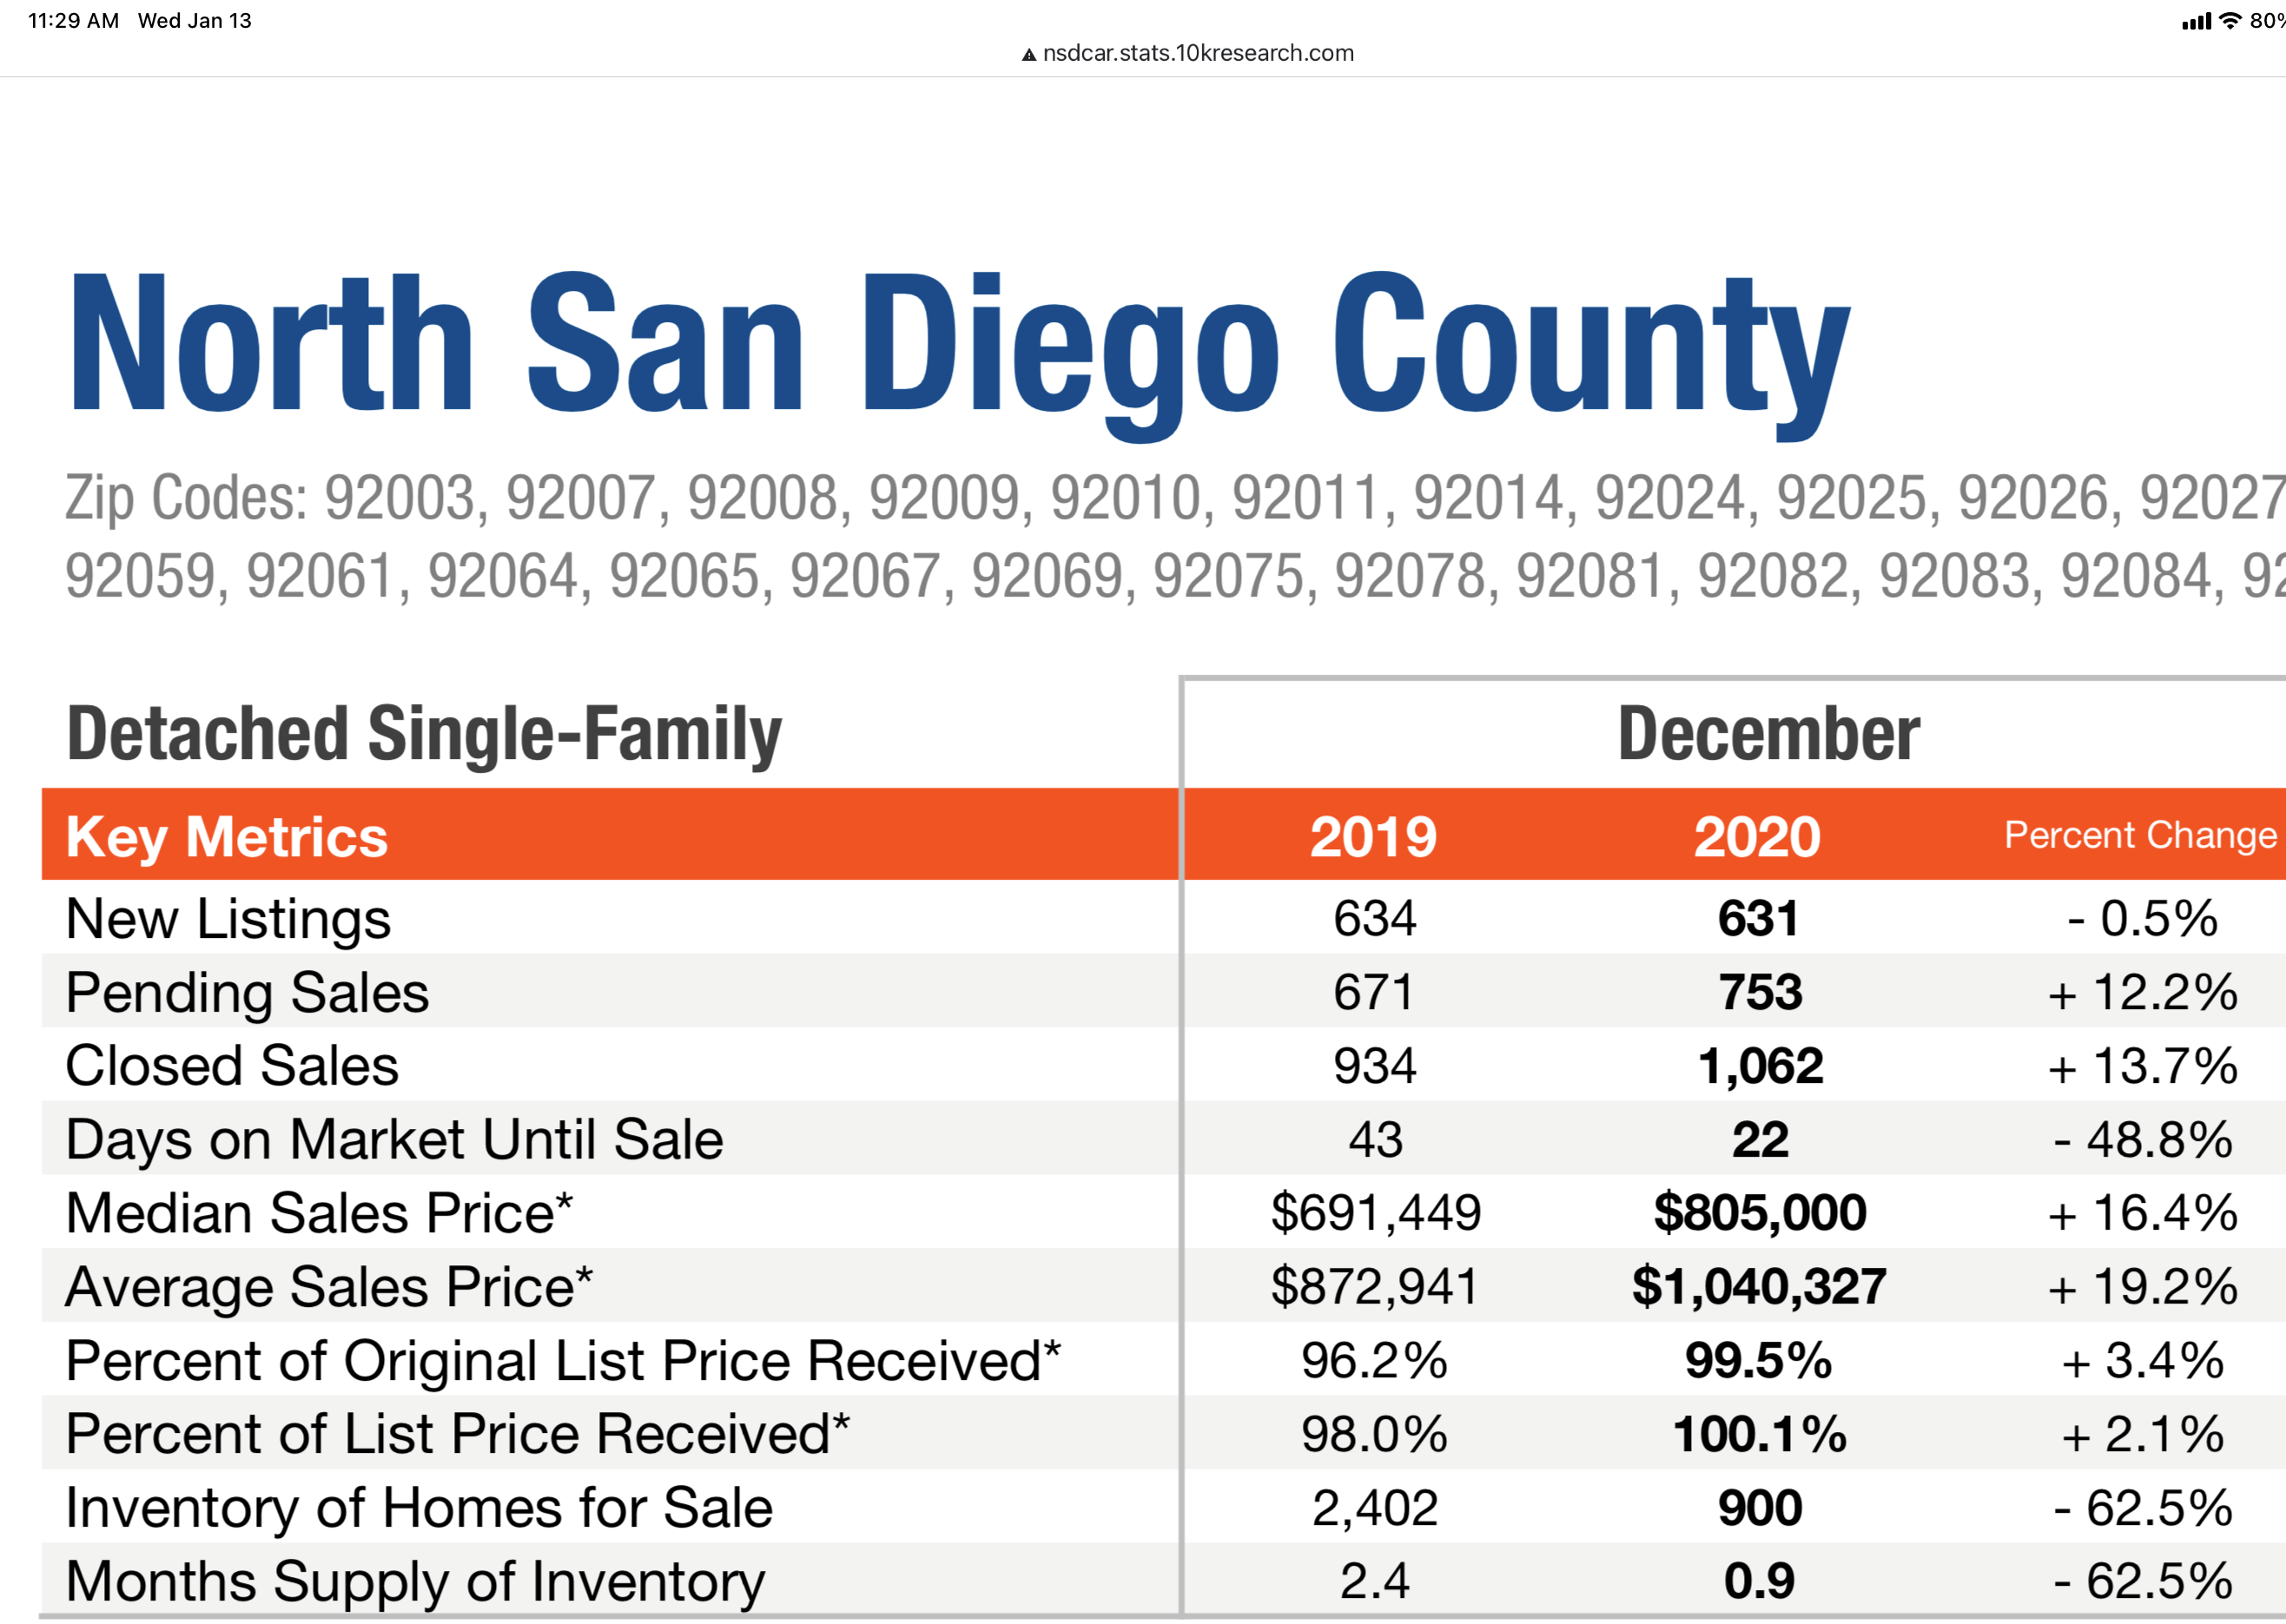 11:29 AM Wed Jan 13 80%
nsdcar.stats.10kresearch.com
North San Diego County
Zip Codes: 92003, 92007, 92008, 92009, 92010, 92011, 92014, 92024, 92025, 92026, 92027
92059, 92061, 92064, 92065, 92067, 92069, 92075, 92078, 92081, 92082, 92083, 92084,
Detached Single-Family December
Key Metrics 2019 2020 Percent Change
New Listings 634 631 - 0.5%
Pending Sales 671 753 + 12.2%
Closed Sales 934 1,062 + 13.7%
Days on Market Until Sale 43 22 - 48.8%
Median Sales Price* $691,449 $805,000 + 16.4%
Average Sales Price* $872,941 $1,040,327 + 19.2%
Percent of Original List Price Received* 96.2% 99.5% + 3.4%
Percent of List Price Received* 98.0% 100.1% + 2.1%
Inventory of Homes for Sale 2,402 900 - 62.5%
Months Supply of Inventory 2.4 0.9 - 62.5%